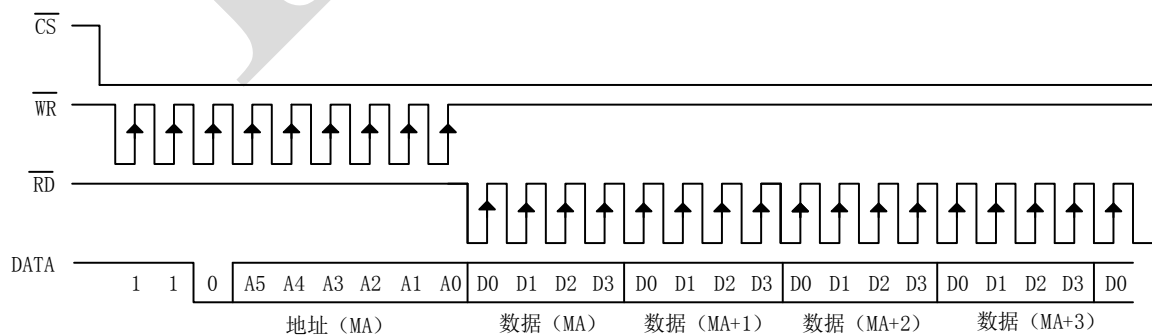 CS
WR
RD
DATA
1 1 0 A5 A4 A3 A2 A1 A0 D0 D1 D2 D3 D0 D1 D2 D3 D0 D1 D2 D3 D0 D1 D2 D3 D0
地址（MA） 数据（MA） 数据（MA+1） 数据（MA+2） 数据（MA+3）